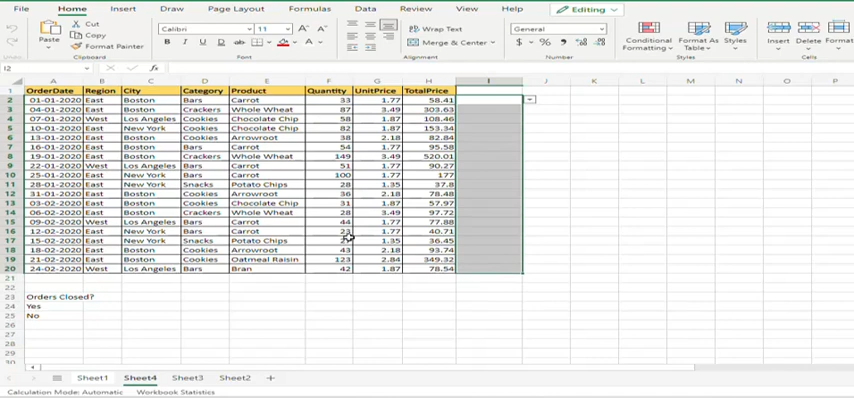 File Home Insert Draw Page Layout Formulas Data Review View Help Editing
Cut
Copy
Paste Format Painter
Calibri 11
B I U D ab
Wrap Text
Merge & Center
General
$ % 9
Conditional Formatting Format As Table Styles
Insert Delete
Clipboard Font Alignment Number Styles Cells
I2 fx
A B C D E F G H I J K L M N O P
1 OrderDate Region City Category Product Quantity UnitPrice TotalPrice
2 01-01-2020 East Boston Bars Carrot 33 1.77 58.41
3 04-01-2020 East Boston Crackers Whole Wheat 87 3.49 303.63
4 07-01-2020 West Los Angeles Cookies Chocolate Chip 58 1.87 108.46
5 10-01-2020 East New York Cookies Chocolate Chip 82 1.87 153.34
6 13-01-2020 East Boston Cookies Arrowroot 38 2.18 82.84
7 16-01-2020 East Boston Bars Carrot 54 1.77 95.58
8 19-01-2020 East Boston Crackers Whole Wheat 149 3.49 520.01
9 22-01-2020 West Los Angeles Bars Carrot 51 1.77 90.27
10 25-01-2020 East New York Bars Carrot 100 1.77 177
11 28-01-2020 East New York Snacks Potato Chips 28 1.35 37.8
12 31-01-2020 East Boston Cookies Arrowroot 36 2.18 78.48
13 03-02-2020 East Boston Cookies Chocolate Chip 31 1.87 57.97
14 06-02-2020 East Boston Crackers Whole Wheat 28 3.49 97.72
15 09-02-2020 West Los Angeles Bars Carrot 44 1.77 77.88
16 12-02-2020 East New York Bars Carrot 23 1.77 40.71
17 15-02-2020 East New York Snacks Potato Chips 1.35 36.45
18 18-02-2020 East Boston Cookies Arrowroot 43 2.18 93.74
19 21-02-2020 East Boston Cookies Oatmeal Raisin 123 2.84 349.32
20 24-02-2020 West Los Angeles Bars Bran 42 1.87 78.54
21
22
23 Orders Closed?
24 Yes
25 No
26
27
28
29
30
Sheet1 Sheet4 Sheet3 Sheet2
Calculation Mode: Automatic Workbook Statistics